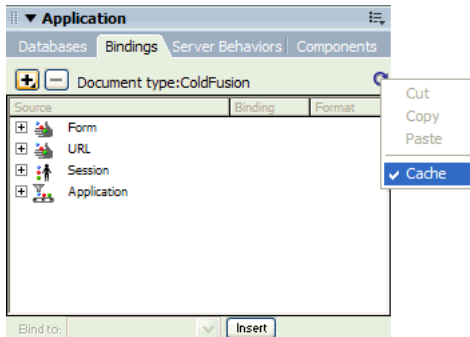 Application
Databases Bindings Server Behaviors Components
Document type:ColdFusion
Source Binding Format
Form
URL
Session
Application
Bind to: Insert
Cut
Copy
Paste
Cache